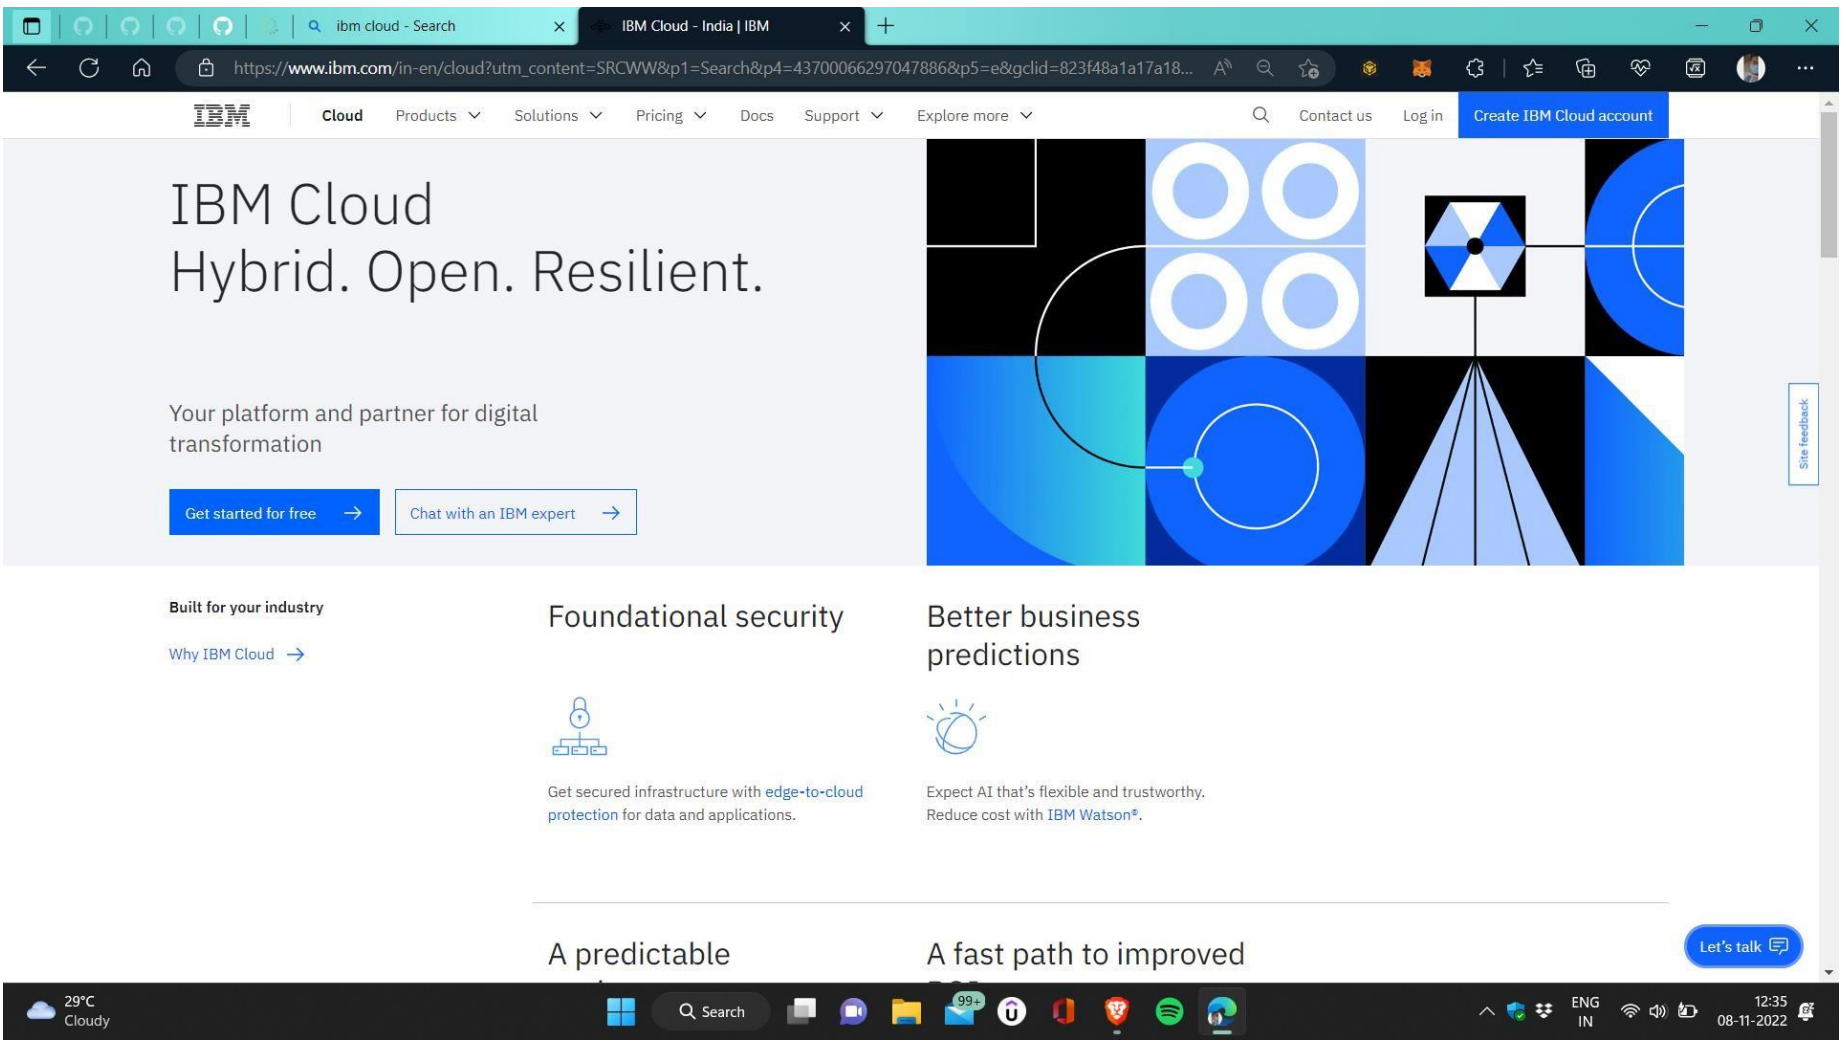 ibm cloud - Search
IBM Cloud - India | IBM
https://www.ibm.com/in-en/cloud?utm_content=SRCWW&p1=Search&p4=43700066297047886&p5=e&gclid=823f48a1a17a18...
IBM
Cloud
Products
Solutions
Pricing
Docs
Support
Explore more
Contact us
Log in
Create IBM Cloud account
IBM Cloud
Hybrid. Open. Resilient.
Your platform and partner for digital
transformation
Get started for free
Chat with an IBM expert
Site feedback
Built for your industry
Why IBM Cloud
Foundational security
Get secured infrastructure with edge-to-cloud
protection for data and applications.
Better business
predictions
Expect AI that's flexible and trustworthy.
Reduce cost with IBM Watson®.
A predictable
A fast path to improved
Let's talk
29°C
Cloudy
Search
99+
ENG
IN
12:35
08-11-2022